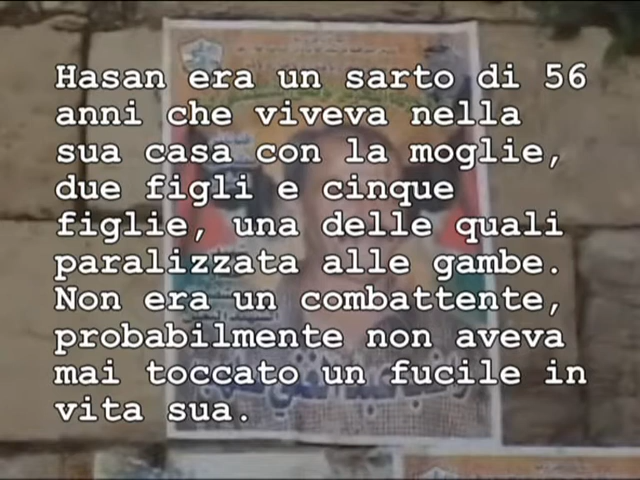 Hasan era un sarto di 56
anni che viveva nella
sua casa con la moglie,
due figli e cinque
figlie, una delle quali
paralizzata alle gambe.
Non era un combattente,
probabilmente non aveva
mai toccato un fucile in
vita sua.